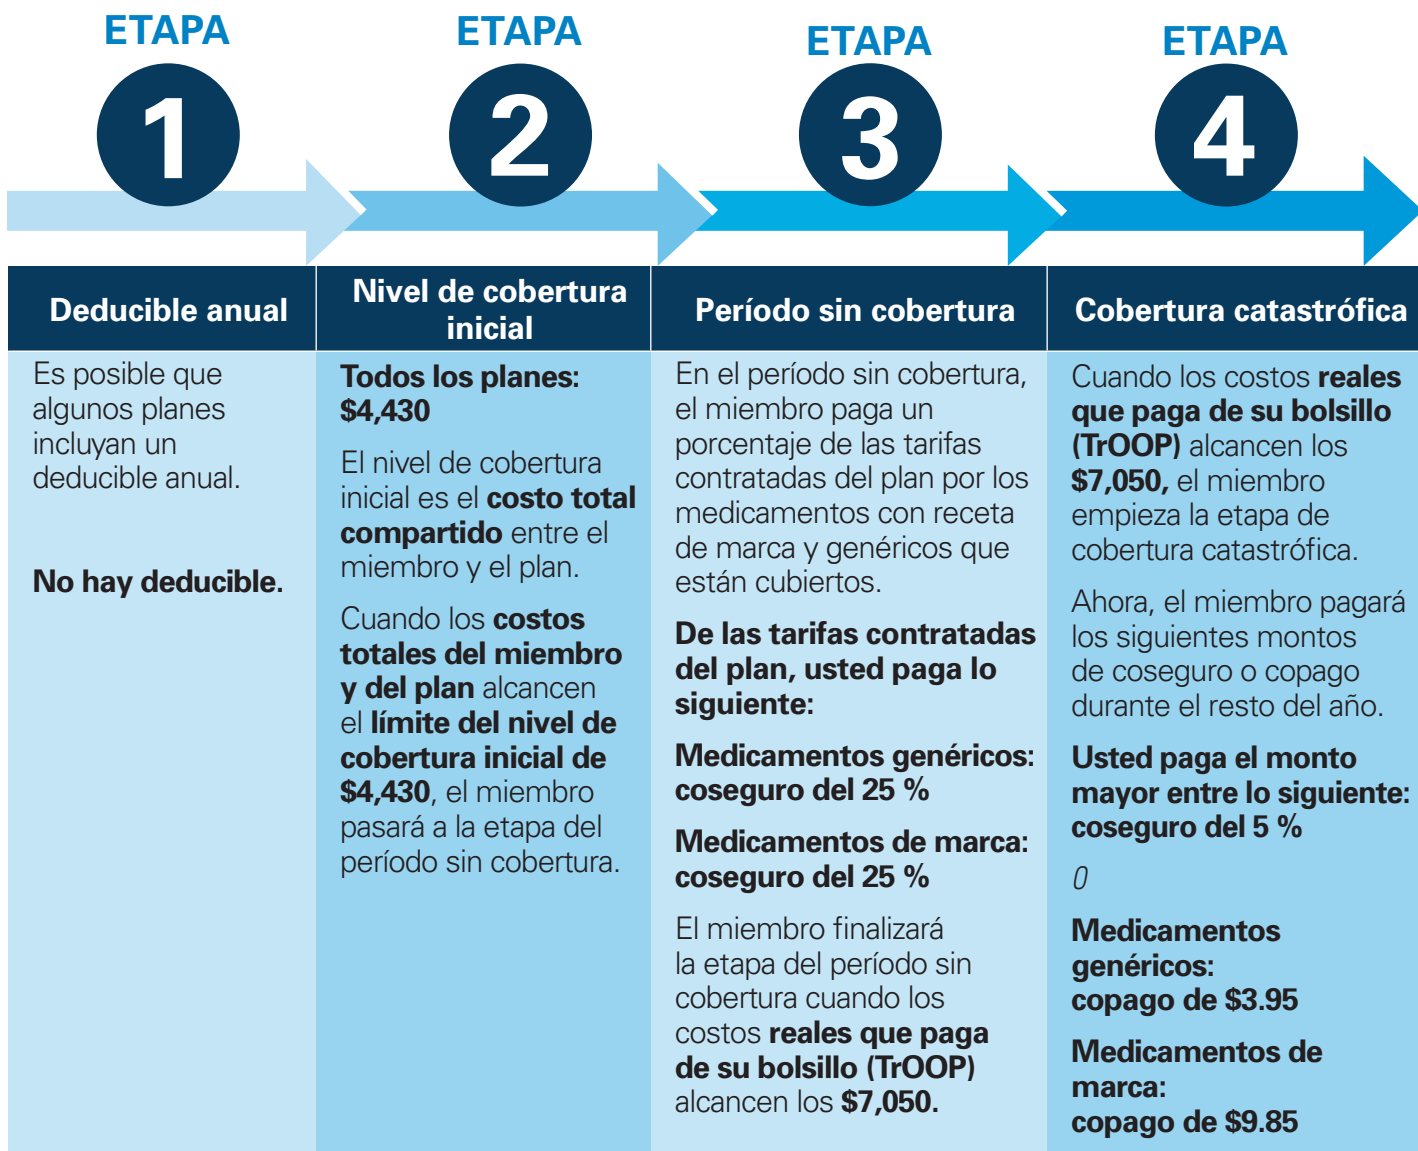 ETAPA
1
ETAPA
2
ETAPA
3
ETAPA
4
Deducible anual
Es posible que
algunos planes
incluyan un
deducible anual.
No hay deducible.
Nivel de cobertura
inicial
Todos los planes:
$4,430
El nivel de cobertura
inicial es el costo total
compartido entre el
miembro y el plan.
Cuando los costos
totales del miembro
y del plan alcancen
el límite del nivel de
cobertura inicial de
$4,430, el miembro
pasará a la etapa del
período sin cobertura.
Período sin cobertura
En el período sin cobertura,
el miembro paga un
porcentaje de las tarifas
contratadas del plan por los
medicamentos con receta
de marca y genéricos que
están cubiertos.
De las tarifas contratadas
del plan, usted paga lo
siguiente:
Medicamentos genéricos:
coseguro del 25 %
Medicamentos de marca:
coseguro del 25 %
El miembro finalizará
la etapa del período sin
cobertura cuando los
costos reales que paga
de su bolsillo (TrOOP)
alcancen los $7,050.
Cobertura catastrófica
Cuando los costos reales
que paga de su bolsillo
(TrOOP) alcancen los
$7,050, el miembro
empieza la etapa de
cobertura catastrófica.
Ahora, el miembro pagará
los siguientes montos
de coseguro o copago
durante el resto del año.
Usted paga el monto
mayor entre lo siguiente:
coseguro del 5 %
O
Medicamentos
genéricos:
copago de $3.95
Medicamentos de
marca:
copago de $9.85